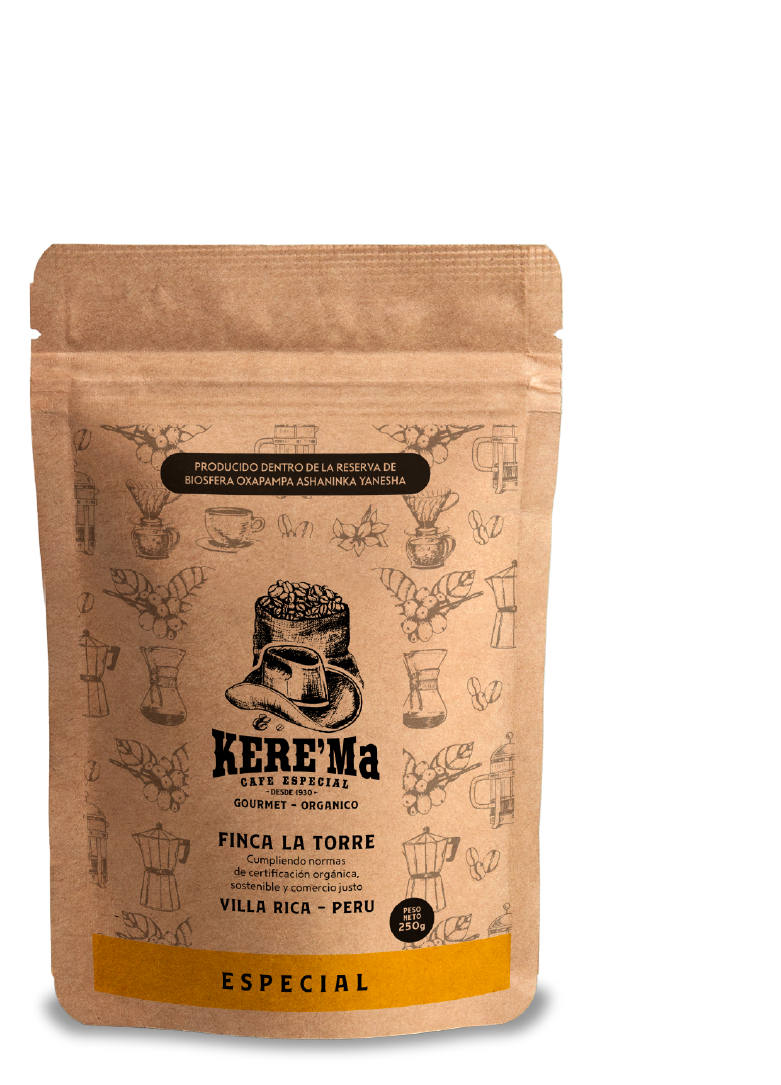 PRODUCIDO DENTRO DE LA RESERVA DE
BIOSFERA OXAPAMPA ASHANINKA YANESHA
KERE'Ma
CAFE ESPECIAL
- DESDE 1930 -
GOURMET - ORGANICO
FINCA LA TORRE
Cumpliendo normas
de certificación orgánica,
sostenible y comercio justo
VILLA RICA - PERU
PESO
NETO
250g
ESPECIAL